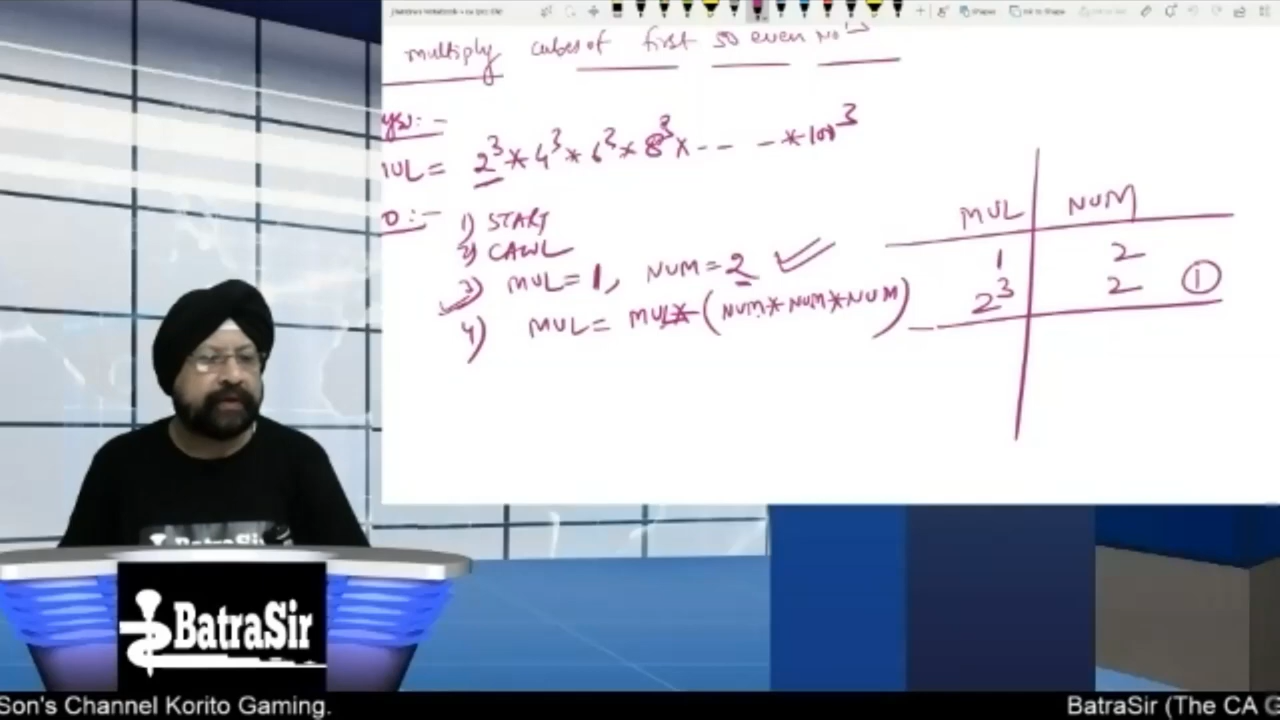 multiply cubes of first 50 even No's
MUL = 2³ * 4³ * 6³ * 8³ * - - - * 100³
1) START
2) CAWL
3) MUL = 1, NUM = 2
4) MUL = MUL * (NUM * NUM * NUM)
MUL NUM
1 2
2³ 2 1
BatraSir
BatraSir
Son's Channel Korito Gaming.
BatraSir (The CA G